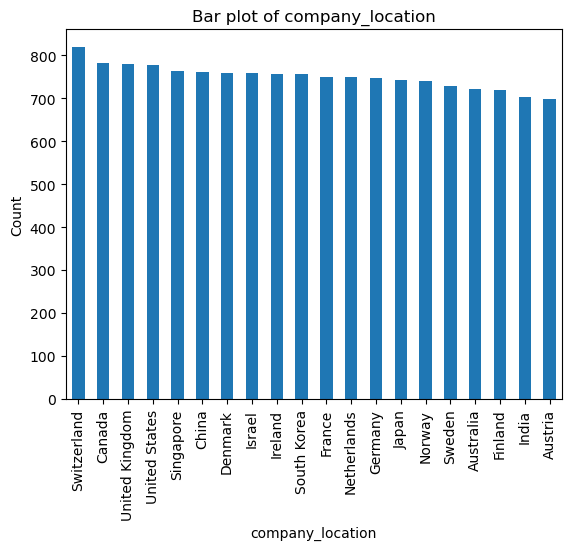 Bar plot of company_location
Count
800
700
600
500
400
300
200
100
0
Switzerland
Canada
United Kingdom
United States
Singapore
China
Denmark
Israel
Ireland
South Korea
France
Netherlands
Germany
Japan
Norway
Sweden
Australia
Finland
India
Austria
company_location